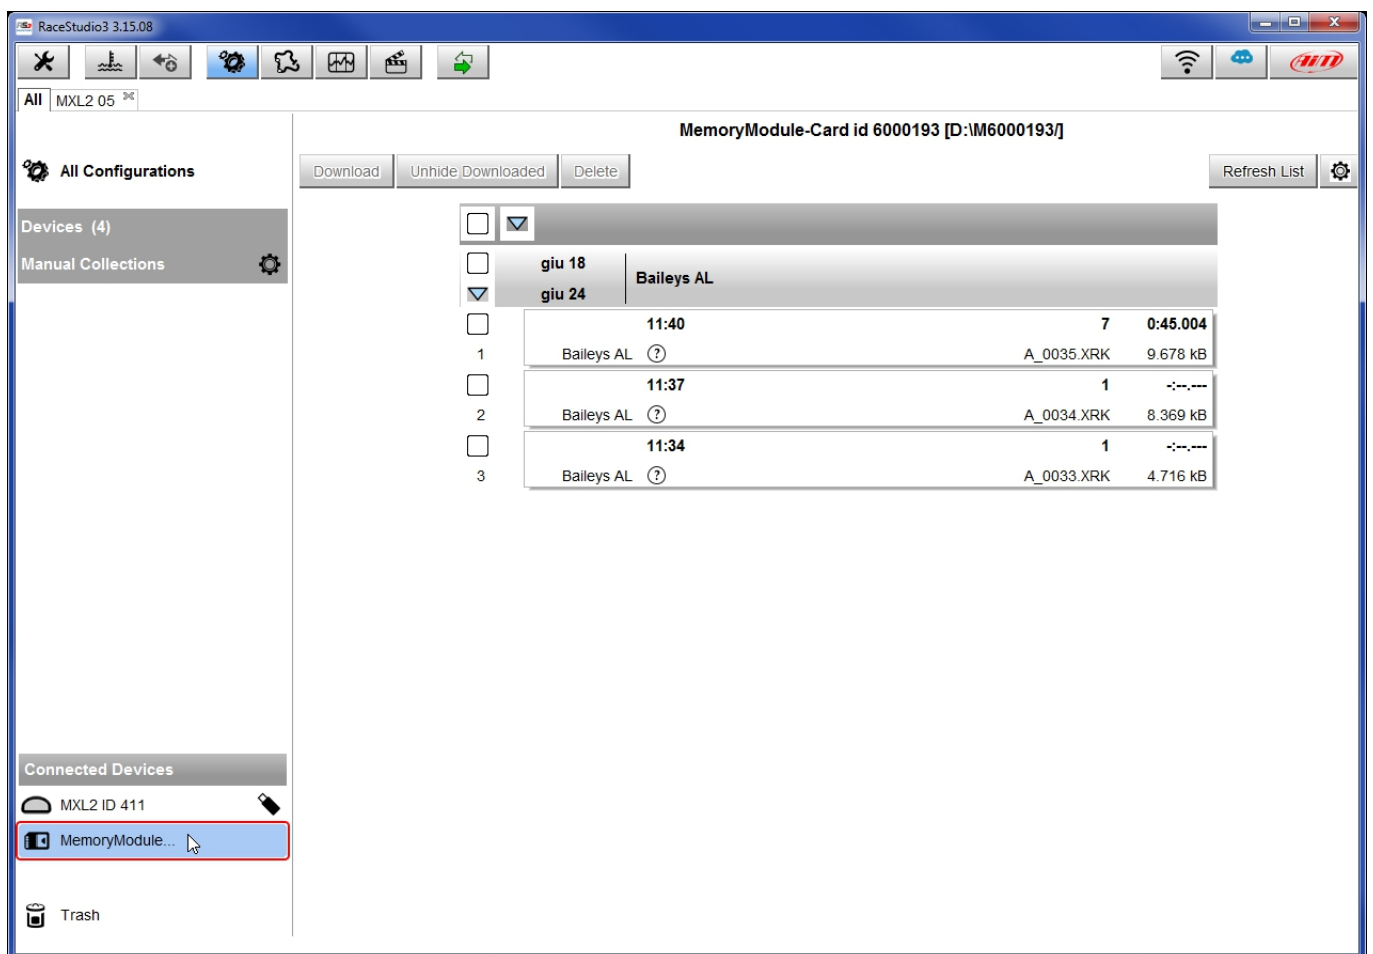 RaceStudio3 3.15.08
AiM
All MXL2 05
MemoryModule-Card id 6000193 [D:\M6000193/]
All Configurations
Download Unhide Downloaded Delete Refresh List
Devices (4)
Manual Collections
giu 18
Baileys AL
giu 24
11:40 7 0:45.004
1 Baileys AL ? A_0035.XRK 9.678 kB
11:37 1 -:--.---
2 Baileys AL ? A_0034.XRK 8.369 kB
11:34 1 -:--.---
3 Baileys AL ? A_0033.XRK 4.716 kB
Connected Devices
MXL2 ID 411
MemoryModule...
Trash